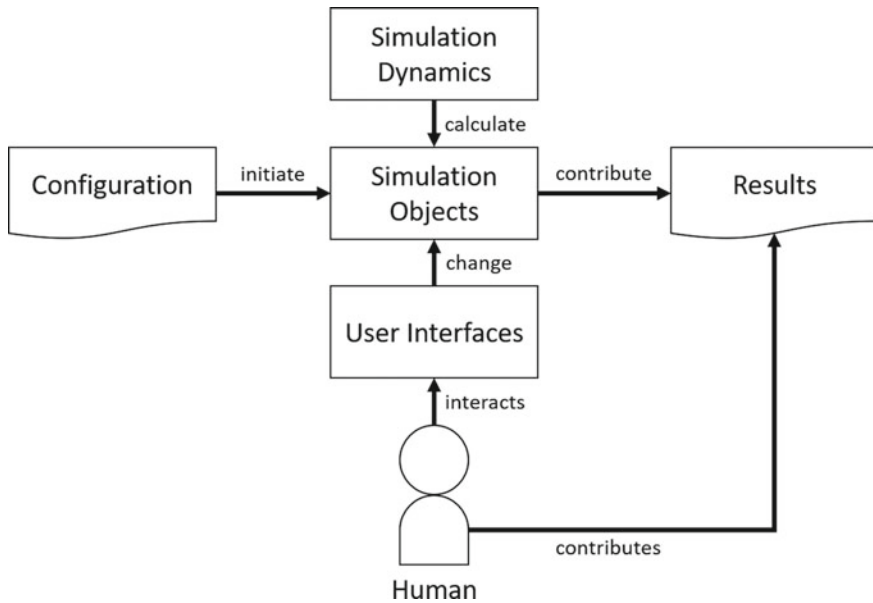 Simulation
Dynamics
calculate
Configuration
initiate
Simulation
Objects
contribute
Results
change
User Interfaces
interacts
contributes
Human